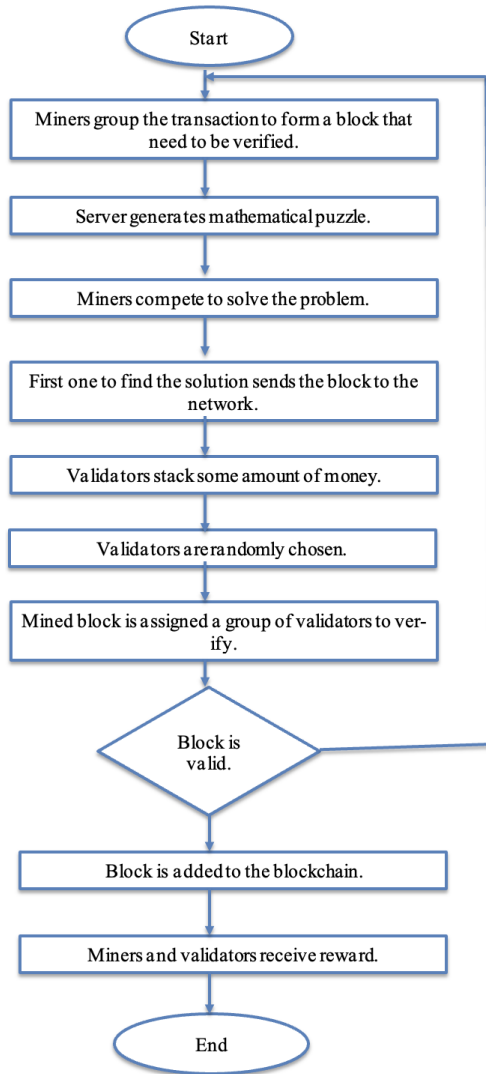 Start
Miners group the transaction to form a block that
need to be verified.
Server generates mathematical puzzle.
Miners compete to solve the problem.
First one to find the solution sends the block to the
network.
Validators stack some amount of money.
Validators are randomly chosen.
Mined block is assigned a group of validators to ver-
ify.
Block is
valid.
Block is added to the blockchain.
Miners and validators receive reward.
End